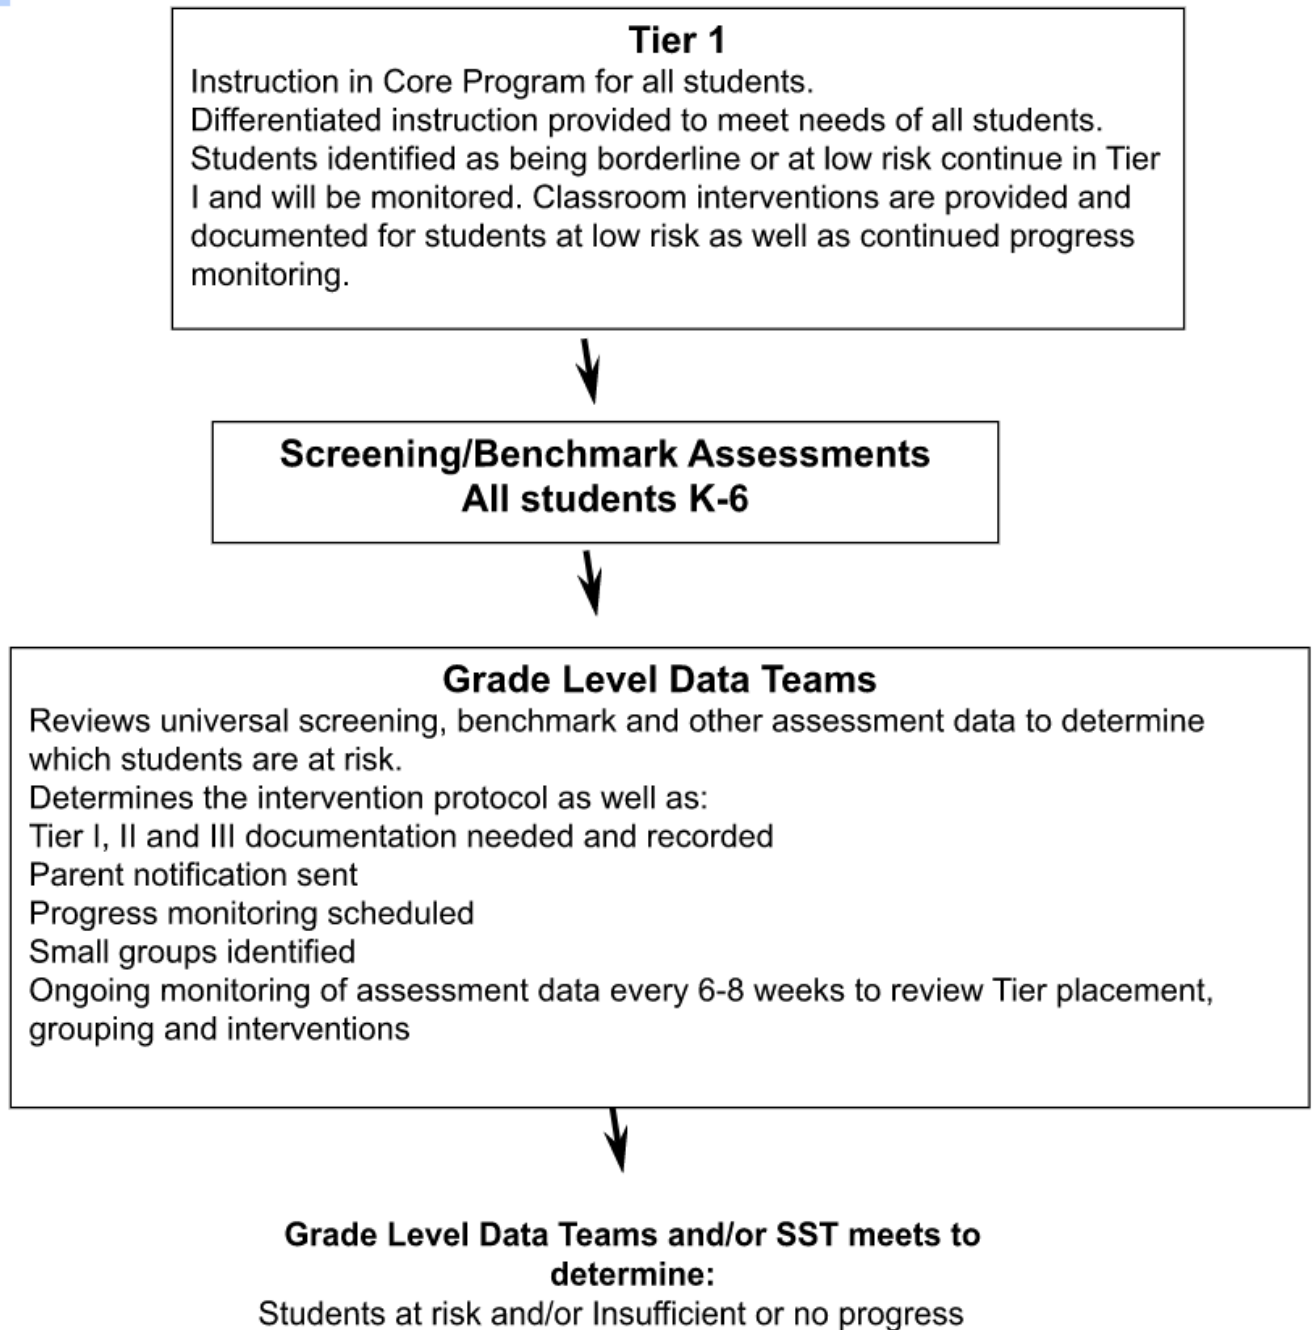 Tier 1
Instruction in Core Program for all students.
Differentiated instruction provided to meet needs of all students.
Students identified as being borderline or at low risk continue in Tier
I and will be monitored. Classroom interventions are provided and
documented for students at low risk as well as continued progress
monitoring.
Screening/Benchmark Assessments
All students K-6
Grade Level Data Teams
Reviews universal screening, benchmark and other assessment data to determine
which students are at risk.
Determines the intervention protocol as well as:
Tier I, II and III documentation needed and recorded
Parent notification sent
Progress monitoring scheduled
Small groups identified
Ongoing monitoring of assessment data every 6-8 weeks to review Tier placement,
grouping and interventions
Grade Level Data Teams and/or SST meets to
determine:
Students at risk and/or Insufficient or no progress